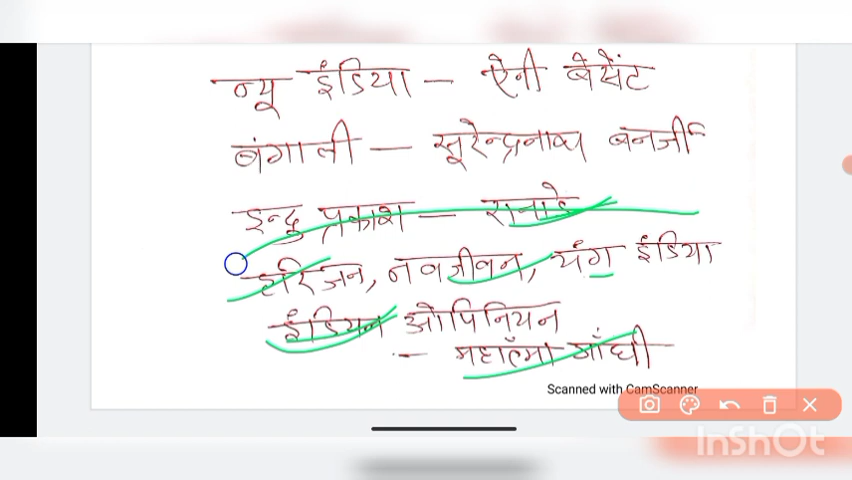 न्यू इंडिया — ऐनी बेसेंट
बंगाली — सूरेन्द्रनाथ बनर्जी
इन्दु प्रकाश — रानाडे
हरिजन, नवजीवन, यंग इंडिया
इंडियन ओपिनियन
— महात्मा गाँधी
Scanned with CamScanner
InShot